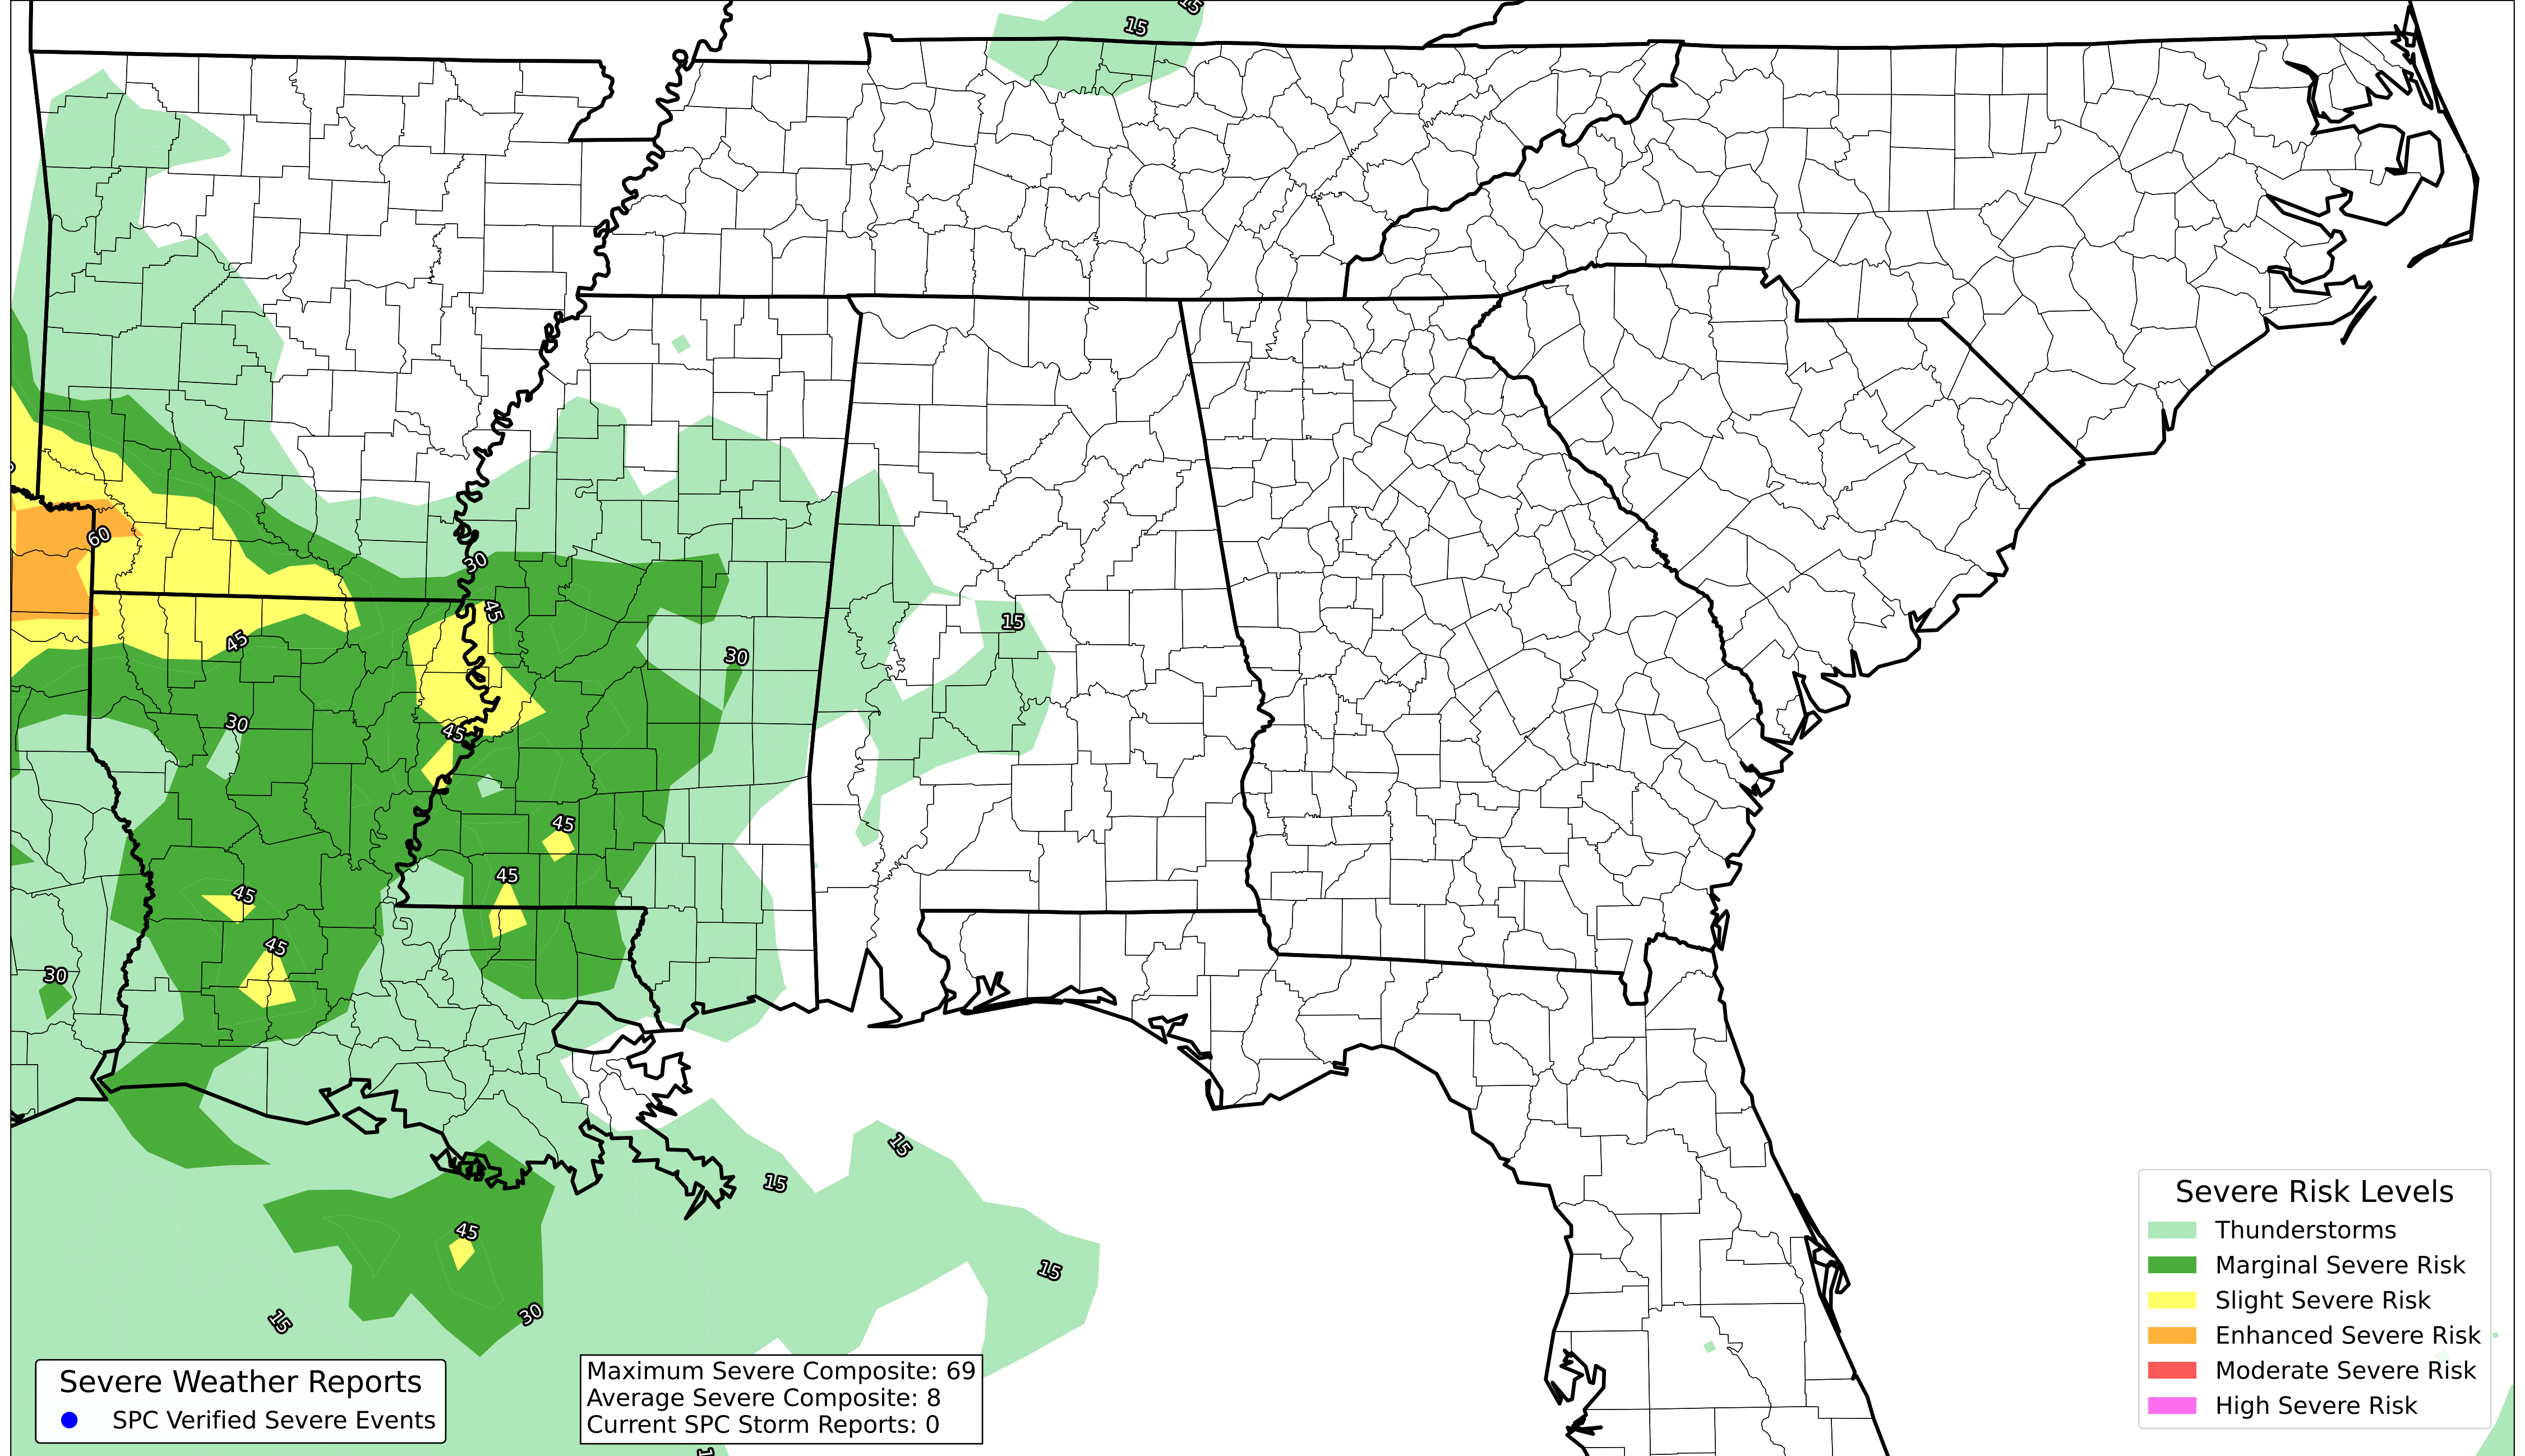 15
15
60
30
45
45
15
30
30
45
45
45
45
45
30
15
15
45
15
30
15
Severe Risk Levels
Thunderstorms
Marginal Severe Risk
Slight Severe Risk
Enhanced Severe Risk
Moderate Severe Risk
High Severe Risk
Severe Weather Reports
SPC Verified Severe Events
Maximum Severe Composite: 69
Average Severe Composite: 8
Current SPC Storm Reports: 0